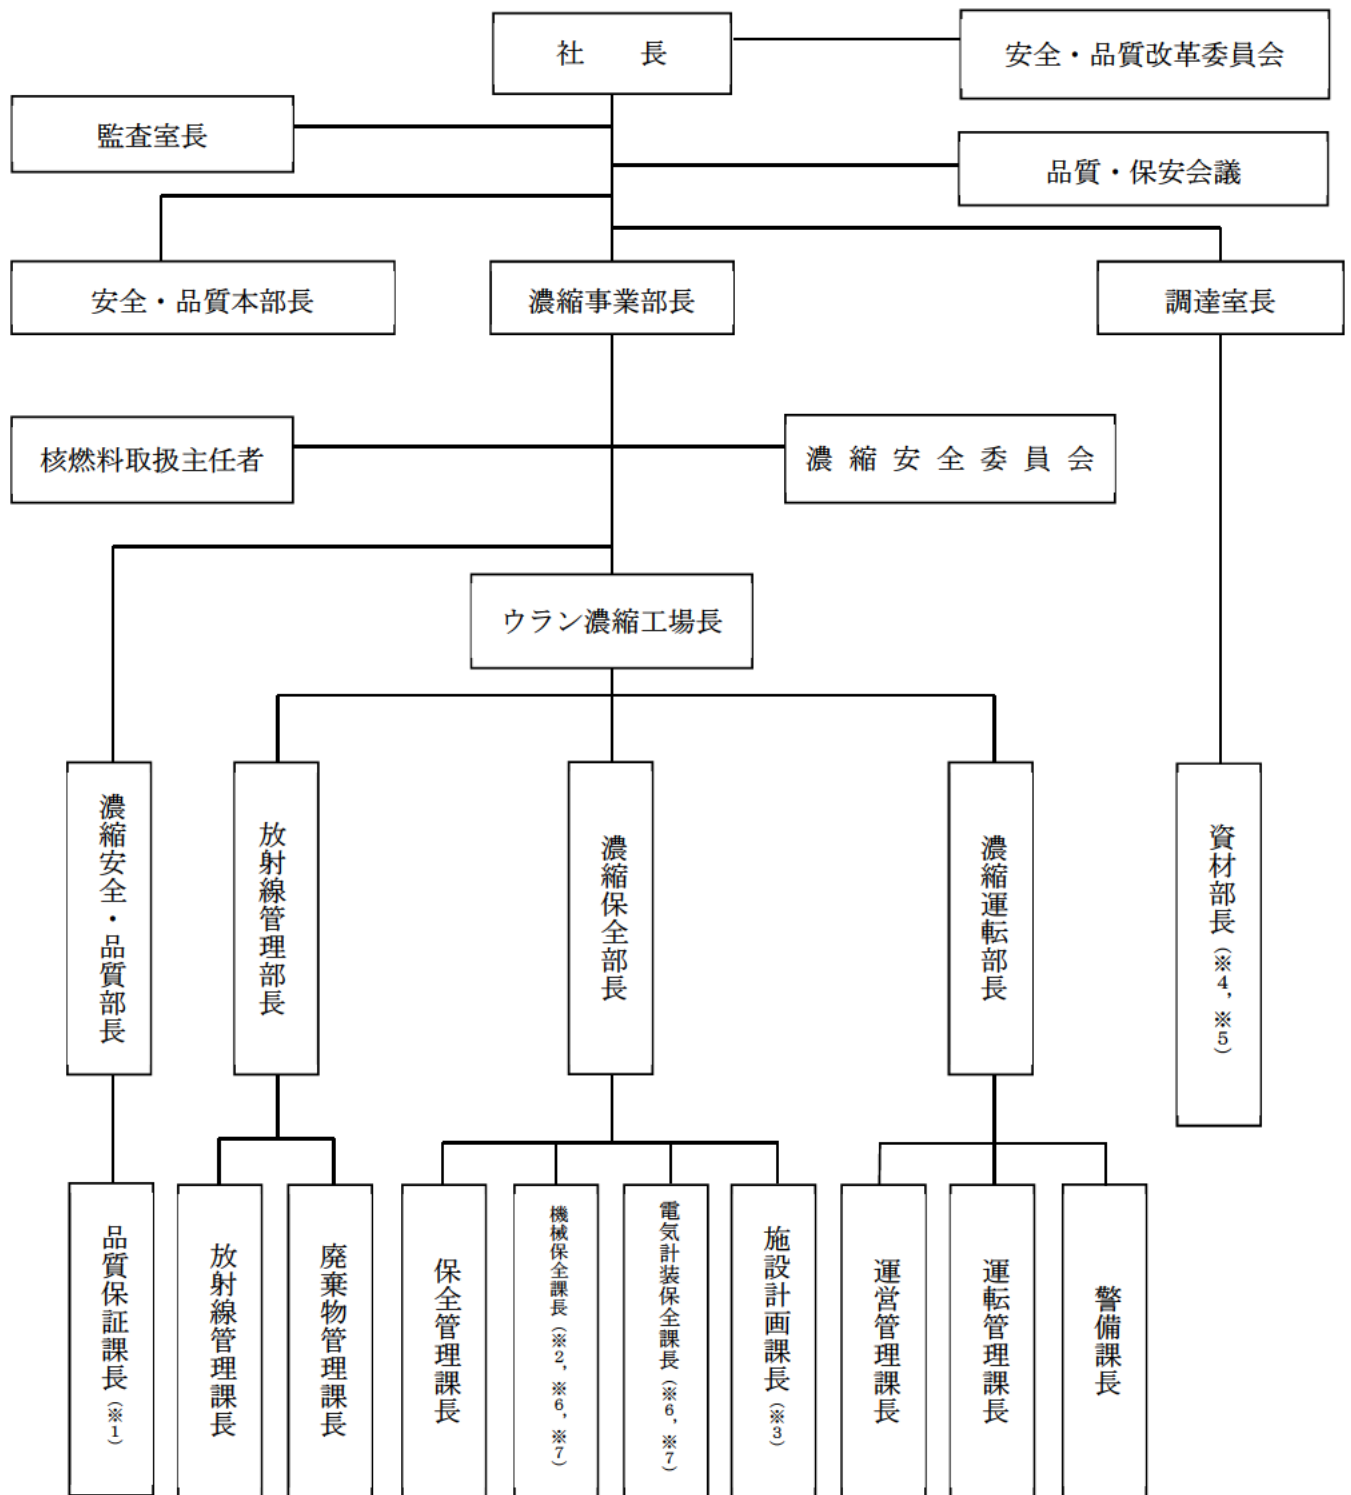 社　　長
安全・品質改革委員会
監査室長
品質・保安会議
安全・品質本部長
濃縮事業部長
調達室長
核燃料取扱主任者
濃縮安全委員会
ウラン濃縮工場長
濃縮安全・品質部長
放射線管理部長
濃縮保全部長
濃縮運転部長
資材部長（※4，※5）
品質保証課長（※1）
放射線管理課長
廃棄物管理課長
保全管理課長
機械保全課長（※2，※6，※7）
電気計装保全課長（※6，※7）
施設計画課長（※3）
運営管理課長
運転管理課長
警備課長